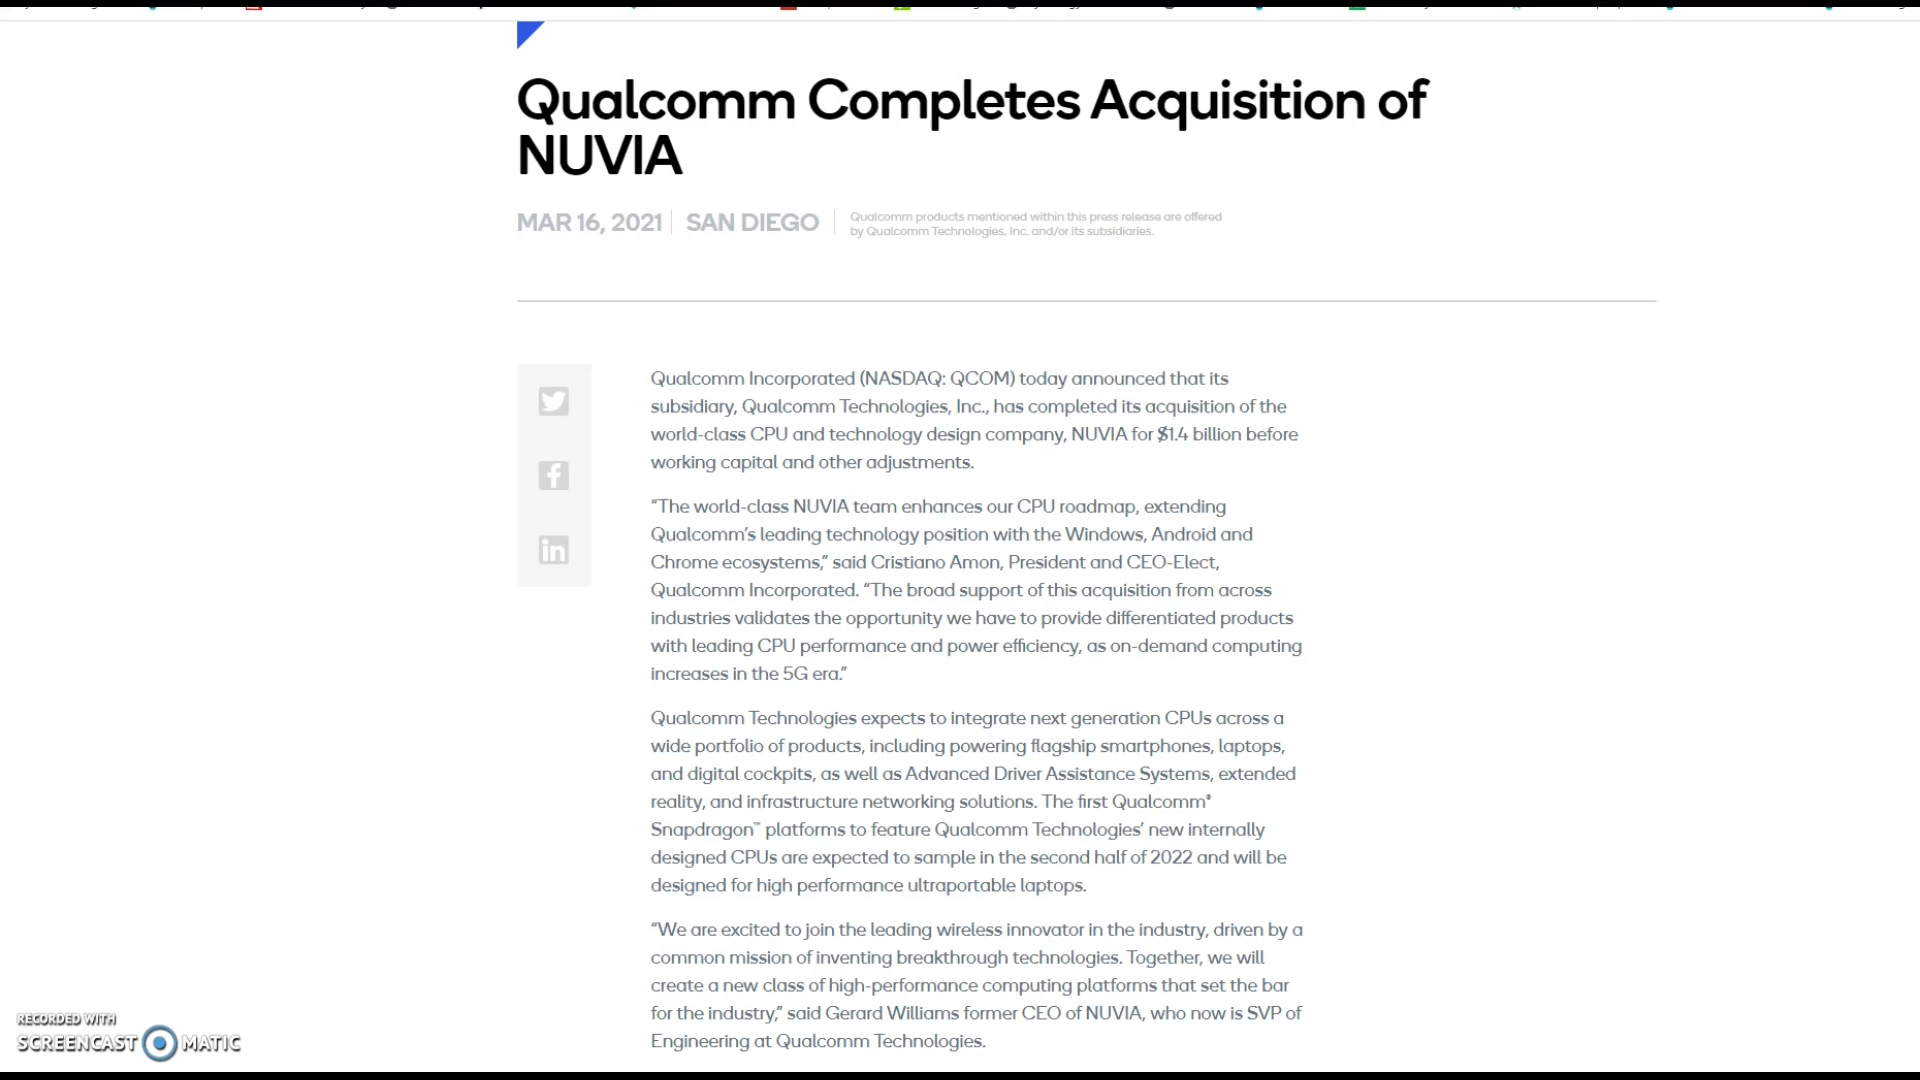 Qualcomm Completes Acquisition of
NUVIA
MAR 16, 2021
SAN DIEGO
Qualcomm products mentioned within this press release are offered
by Qualcomm Technologies, Inc. and/or its subsidiaries.
Qualcomm Incorporated (NASDAQ: QCOM) today announced that its
subsidiary, Qualcomm Technologies, Inc., has completed its acquisition of the
world-class CPU and technology design company, NUVIA for $1.4 billion before
working capital and other adjustments.
“The world-class NUVIA team enhances our CPU roadmap, extending
Qualcomm’s leading technology position with the Windows, Android and
Chrome ecosystems,” said Cristiano Amon, President and CEO-Elect,
Qualcomm Incorporated. “The broad support of this acquisition from across
industries validates the opportunity we have to provide differentiated products
with leading CPU performance and power efficiency, as on-demand computing
increases in the 5G era.”
Qualcomm Technologies expects to integrate next generation CPUs across a
wide portfolio of products, including powering flagship smartphones, laptops,
and digital cockpits, as well as Advanced Driver Assistance Systems, extended
reality, and infrastructure networking solutions. The first Qualcomm®
Snapdragon™ platforms to feature Qualcomm Technologies’ new internally
designed CPUs are expected to sample in the second half of 2022 and will be
designed for high performance ultraportable laptops.
“We are excited to join the leading wireless innovator in the industry, driven by a
common mission of inventing breakthrough technologies. Together, we will
create a new class of high-performance computing platforms that set the bar
for the industry,” said Gerard Williams former CEO of NUVIA, who now is SVP of
Engineering at Qualcomm Technologies.
RECORDED WITH
SCREENCAST MATIC